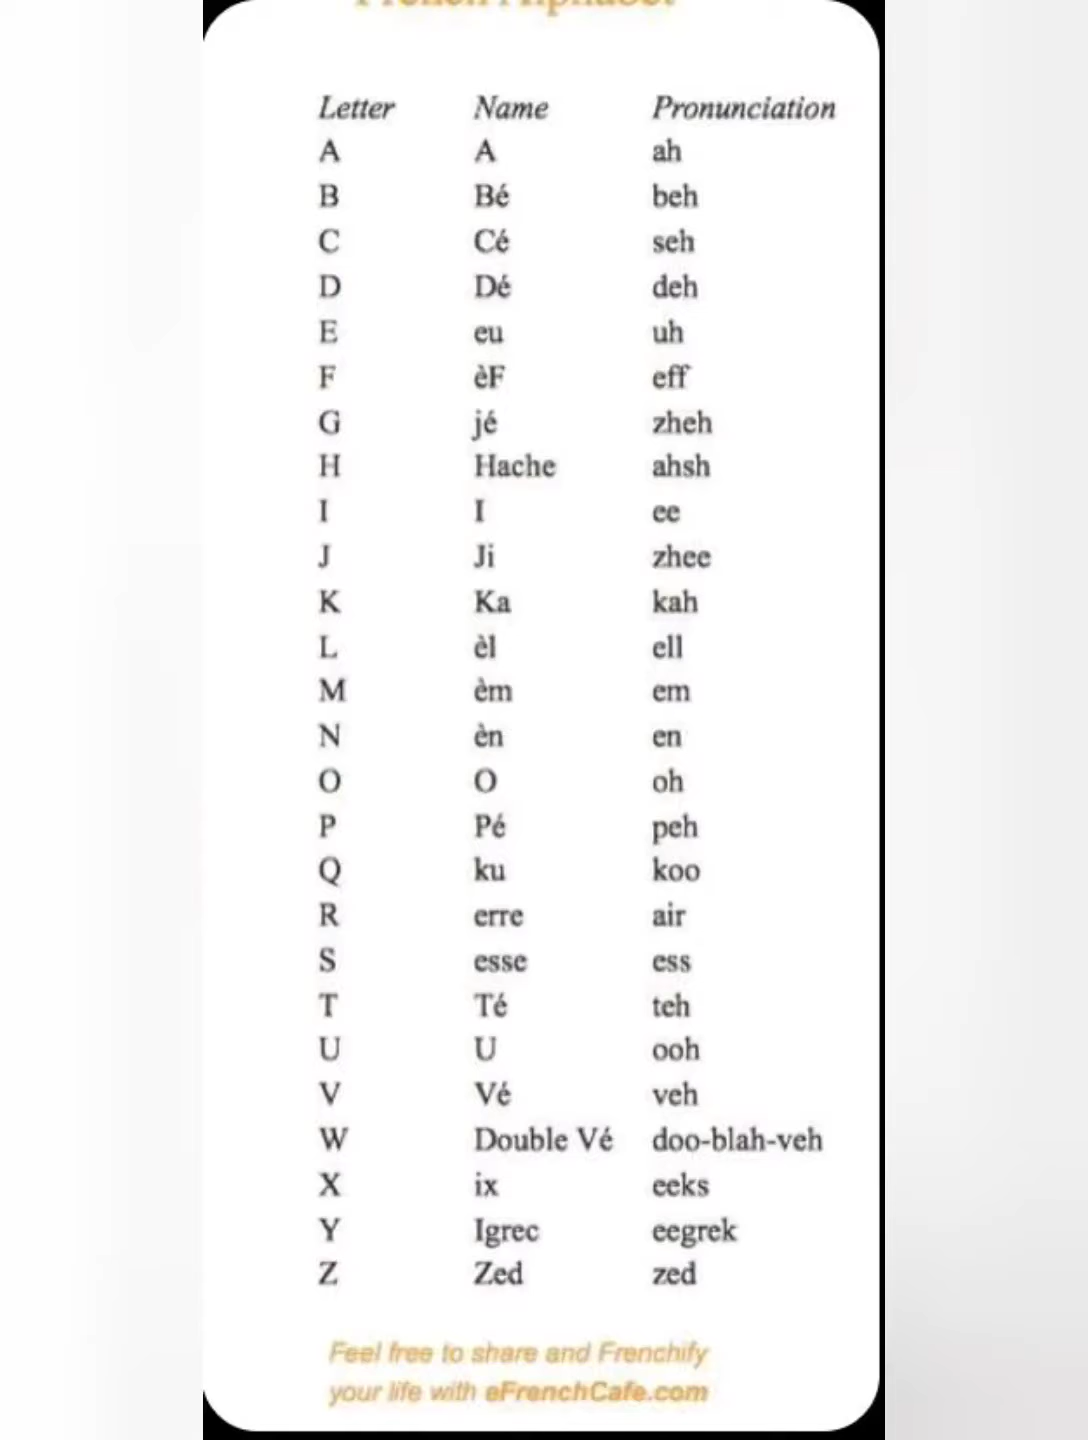 French Alphabet
Letter Name Pronunciation
A A ah
B Bé beh
C Cé seh
D Dé deh
E eu uh
F èF eff
G jé zheh
H Hache ahsh
I I ee
J Ji zhee
K Ka kah
L èl ell
M èm em
N èn en
O O oh
P Pé peh
Q ku koo
R erre air
S esse ess
T Té teh
U U ooh
V Vé veh
W Double Vé doo-blah-veh
X ix eeks
Y Igrec eegrek
Z Zed zed
Feel free to share and Frenchify
your life with eFrenchCafe.com